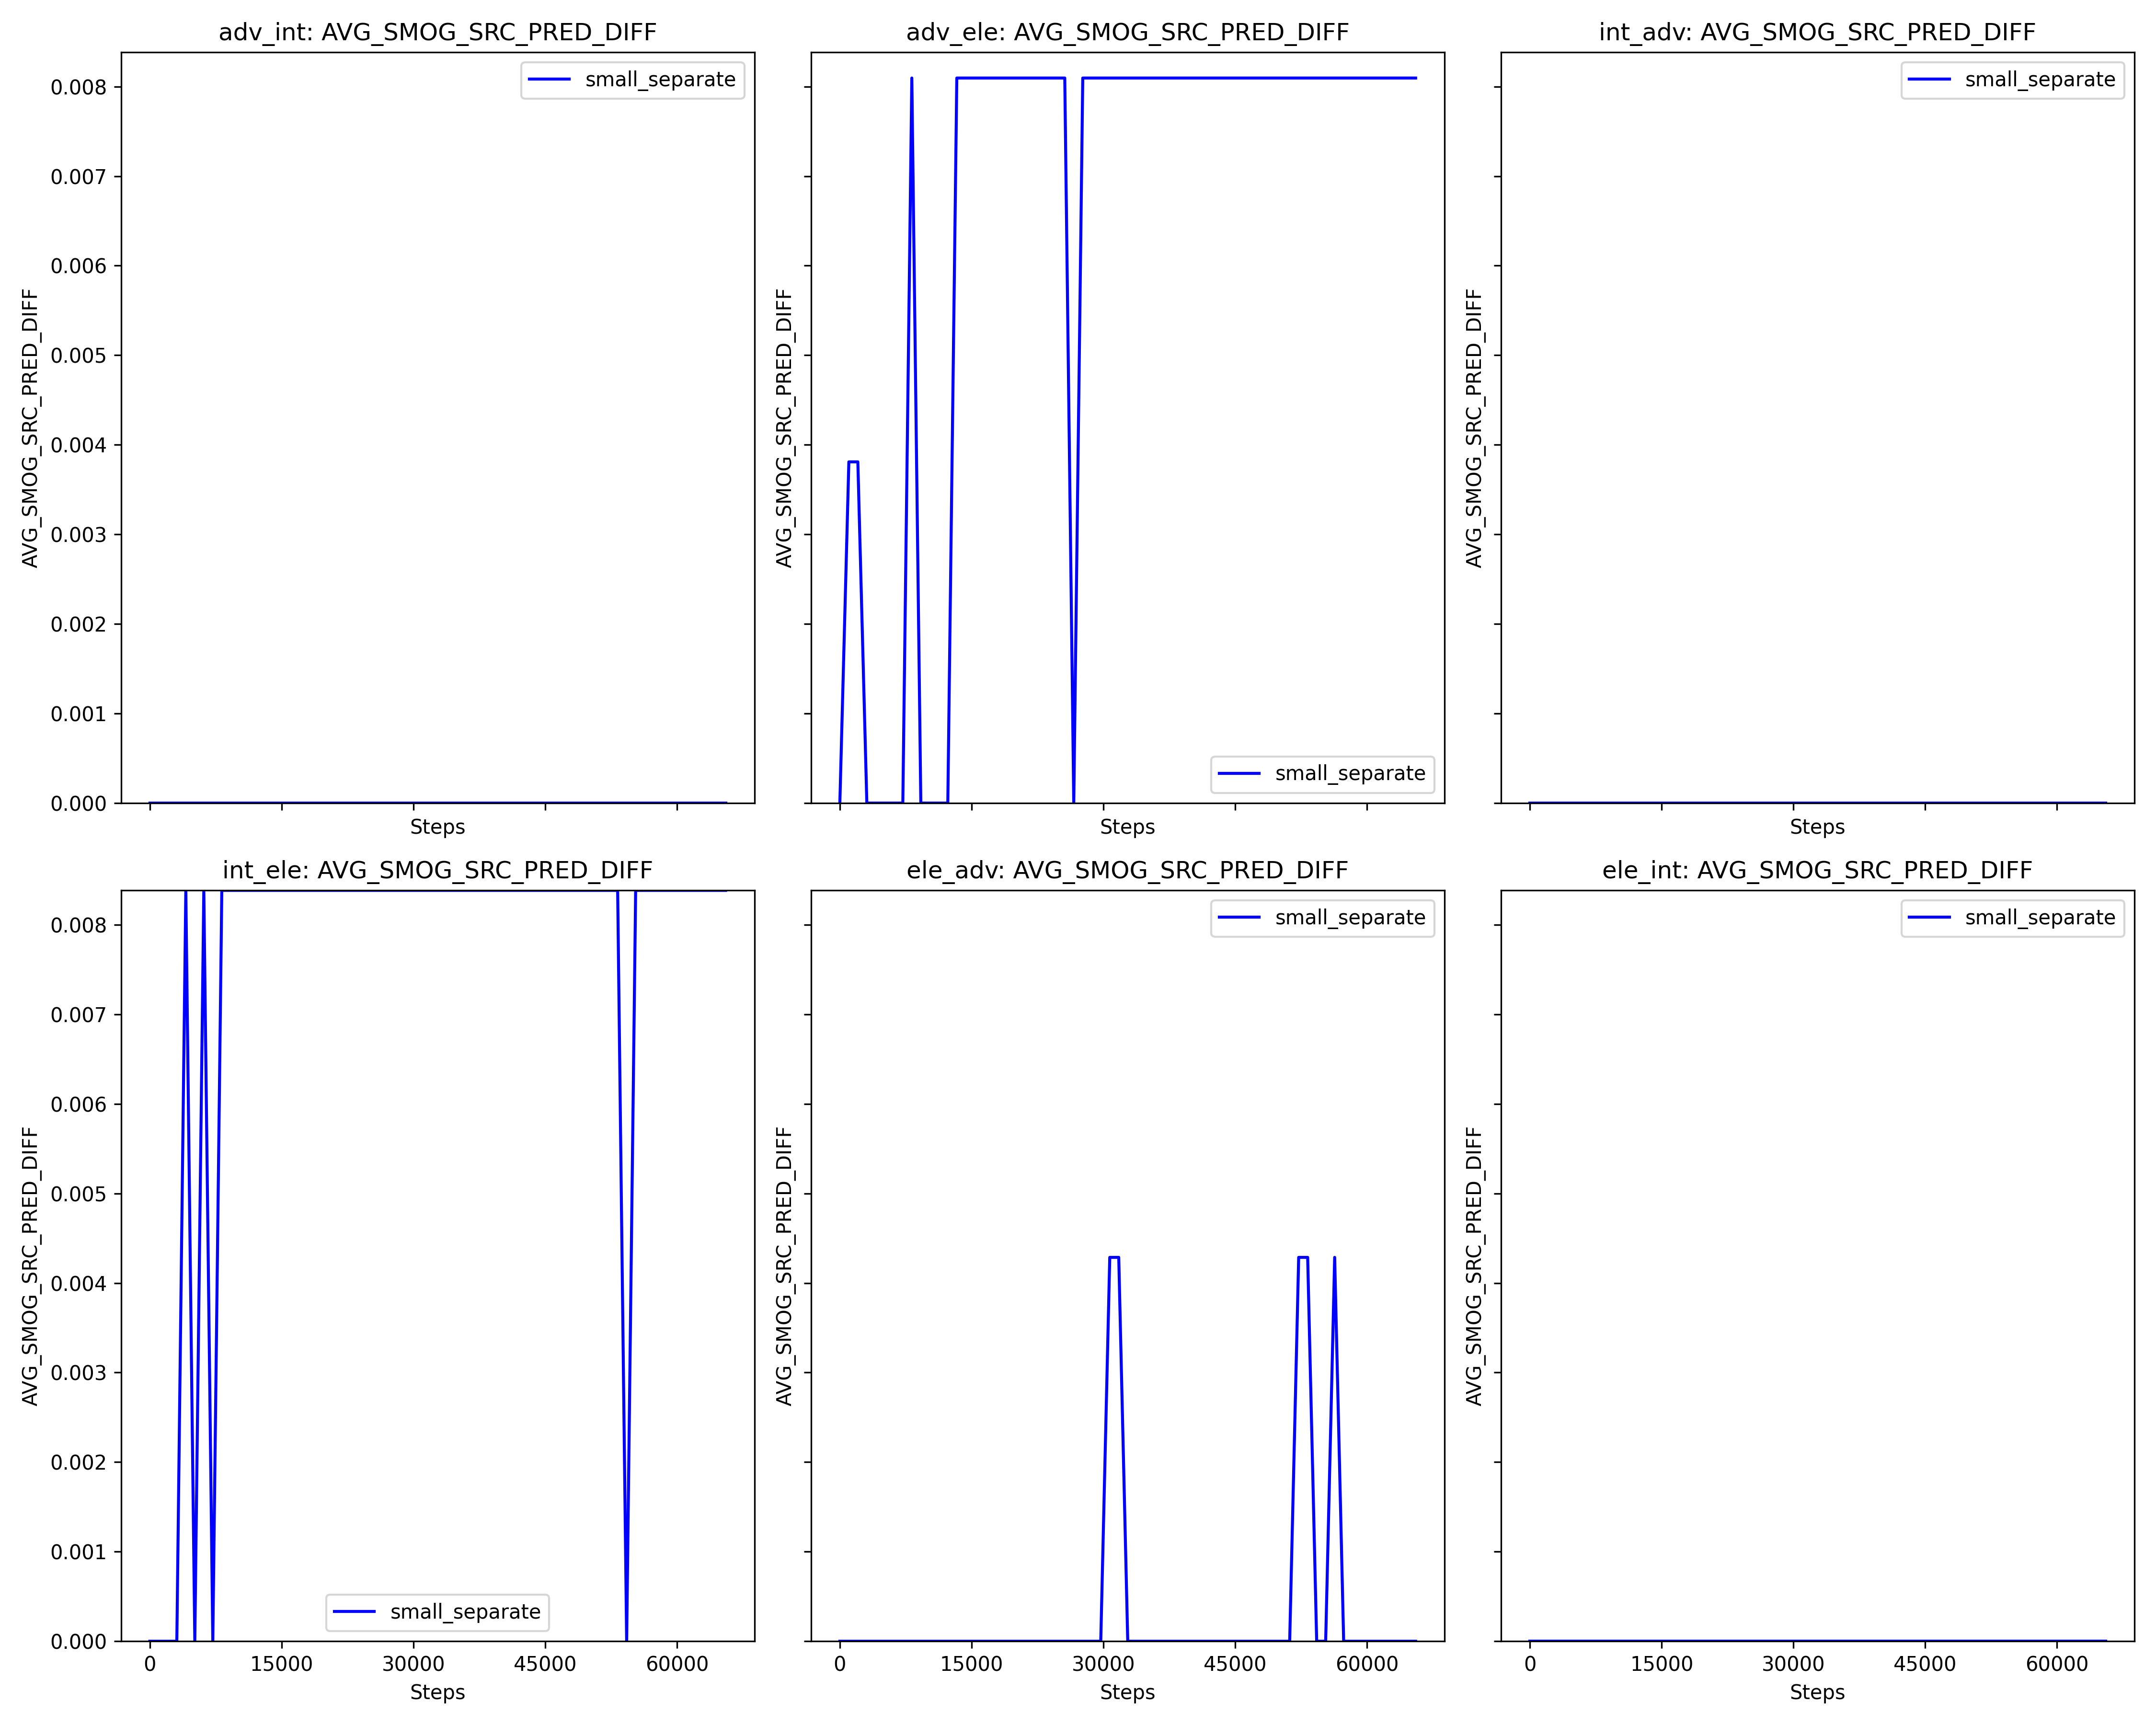 adv_int: AVG_SMOG_SRC_PRED_DIFF
adv_ele: AVG_SMOG_SRC_PRED_DIFF
int_adv: AVG_SMOG_SRC_PRED_DIFF
small_separate
small_separate
small_separate
0.008
0.007
0.006
0.005
0.004
0.003
0.002
0.001
0.000
AVG_SMOG_SRC_PRED_DIFF
AVG_SMOG_SRC_PRED_DIFF
AVG_SMOG_SRC_PRED_DIFF
Steps
Steps
Steps
int_ele: AVG_SMOG_SRC_PRED_DIFF
ele_adv: AVG_SMOG_SRC_PRED_DIFF
ele_int: AVG_SMOG_SRC_PRED_DIFF
small_separate
small_separate
small_separate
0.008
0.007
0.006
0.005
0.004
0.003
0.002
0.001
0.000
AVG_SMOG_SRC_PRED_DIFF
AVG_SMOG_SRC_PRED_DIFF
AVG_SMOG_SRC_PRED_DIFF
0 15000 30000 45000 60000
0 15000 30000 45000 60000
0 15000 30000 45000 60000
Steps
Steps
Steps